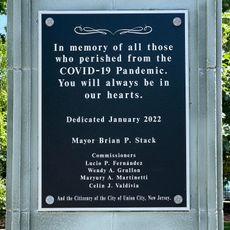 In memory of all those
who perished from the
COVID-19 Pandemic.
You will always be in
our hearts.
Dedicated January 2022
Mayor Brian P. Stack
Commissioners
Lucio P. Fernández
Wendy A. Grullon
Maryury A. Martinetti
Celin J. Valdivia
And the Citizenry of the City of Union City, New Jersey.